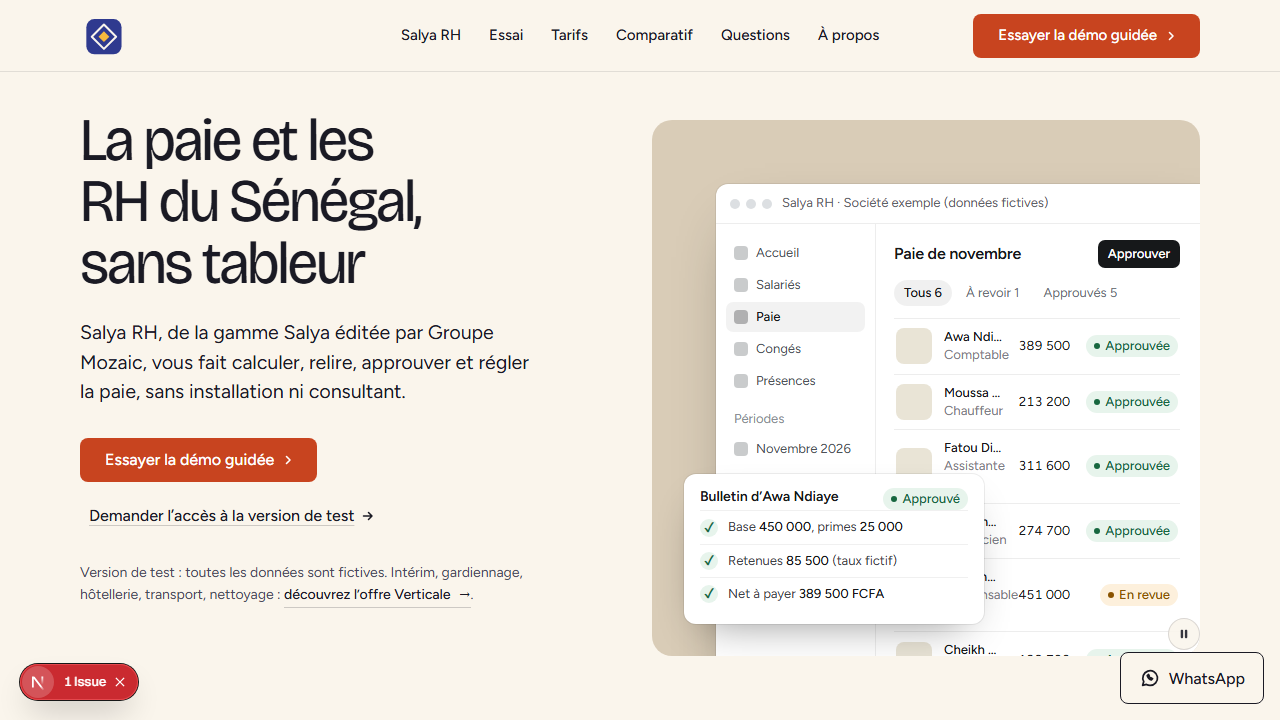 Salya RH Essai Tarifs Comparatif Questions À propos Essayer la démo guidée
La paie et les
RH du Sénégal,
sans tableur
Salya RH, de la gamme Salya éditée par Groupe
Mozaic, vous fait calculer, relire, approuver et régler
la paie, sans installation ni consultant.
Essayer la démo guidée
Demander l’accès à la version de test →
Version de test : toutes les données sont fictives. Intérim, gardiennage,
hôtellerie, transport, nettoyage : découvrez l’offre Verticale →.
Salya RH · Société exemple (données fictives)
Accueil
Salariés
Paie
Congés
Présences
Périodes
Novembre 2026
Paie de novembre Approuver
Tous 6 À revoir 1 Approuvés 5
Awa Ndi... 389 500 Approuvée
Comptable
Moussa ... 213 200 Approuvée
Chauffeur
Fatou Di... 311 600 Approuvée
Assistante
274 700 Approuvée
451 000 En revue
Cheikh ...
Bulletin d’Awa Ndiaye Approuvé
Base 450 000, primes 25 000
Retenues 85 500 (taux fictif)
Net à payer 389 500 FCFA
N 1 Issue
WhatsApp